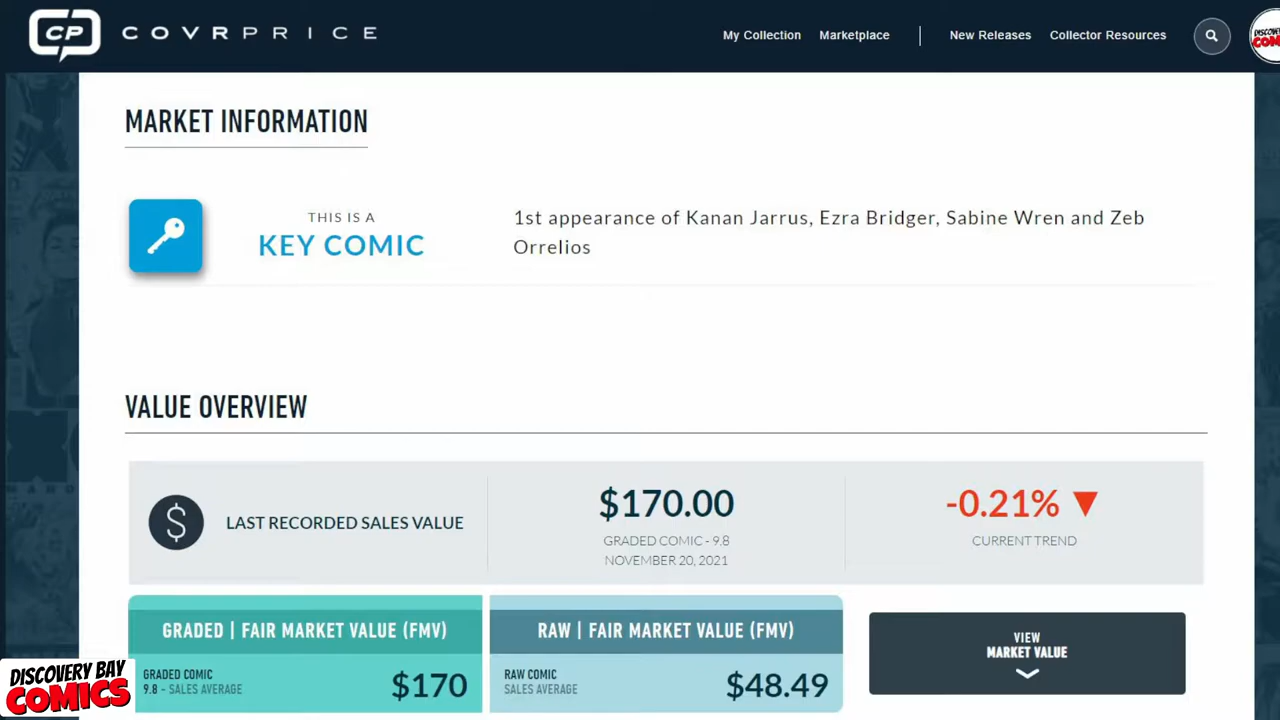 CP COVRPRICE
My Collection Marketplace New Releases Collector Resources
DISCOVERY
COMICS
MARKET INFORMATION
THIS IS A
KEY COMIC
1st appearance of Kanan Jarrus, Ezra Bridger, Sabine Wren and Zeb
Orrelios
VALUE OVERVIEW
LAST RECORDED SALES VALUE
$170.00
GRADED COMIC - 9.8
NOVEMBER 20, 2021
-0.21%
CURRENT TREND
GRADED | FAIR MARKET VALUE (FMV)
GRADED COMIC
9.8 - SALES AVERAGE
$170
RAW | FAIR MARKET VALUE (FMV)
RAW COMIC
SALES AVERAGE
$48.49
VIEW
MARKET VALUE
DISCOVERY BAY
COMICS